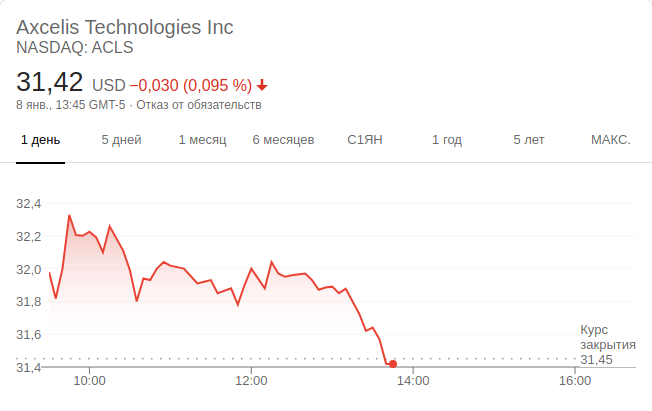 Axcelis Technologies Inc
NASDAQ: ACLS
31,42 USD −0,030 (0,095 %)
8 янв., 13:45 GMT-5 · Отказ от обязательств
1 день 5 дней 1 месяц 6 месяцев С1ЯН 1 год 5 лет МАКС.
32,4
32,2
32,0
31,8
31,6
31,4
Курс
закрытия
31,45
10:00 12:00 14:00 16:00